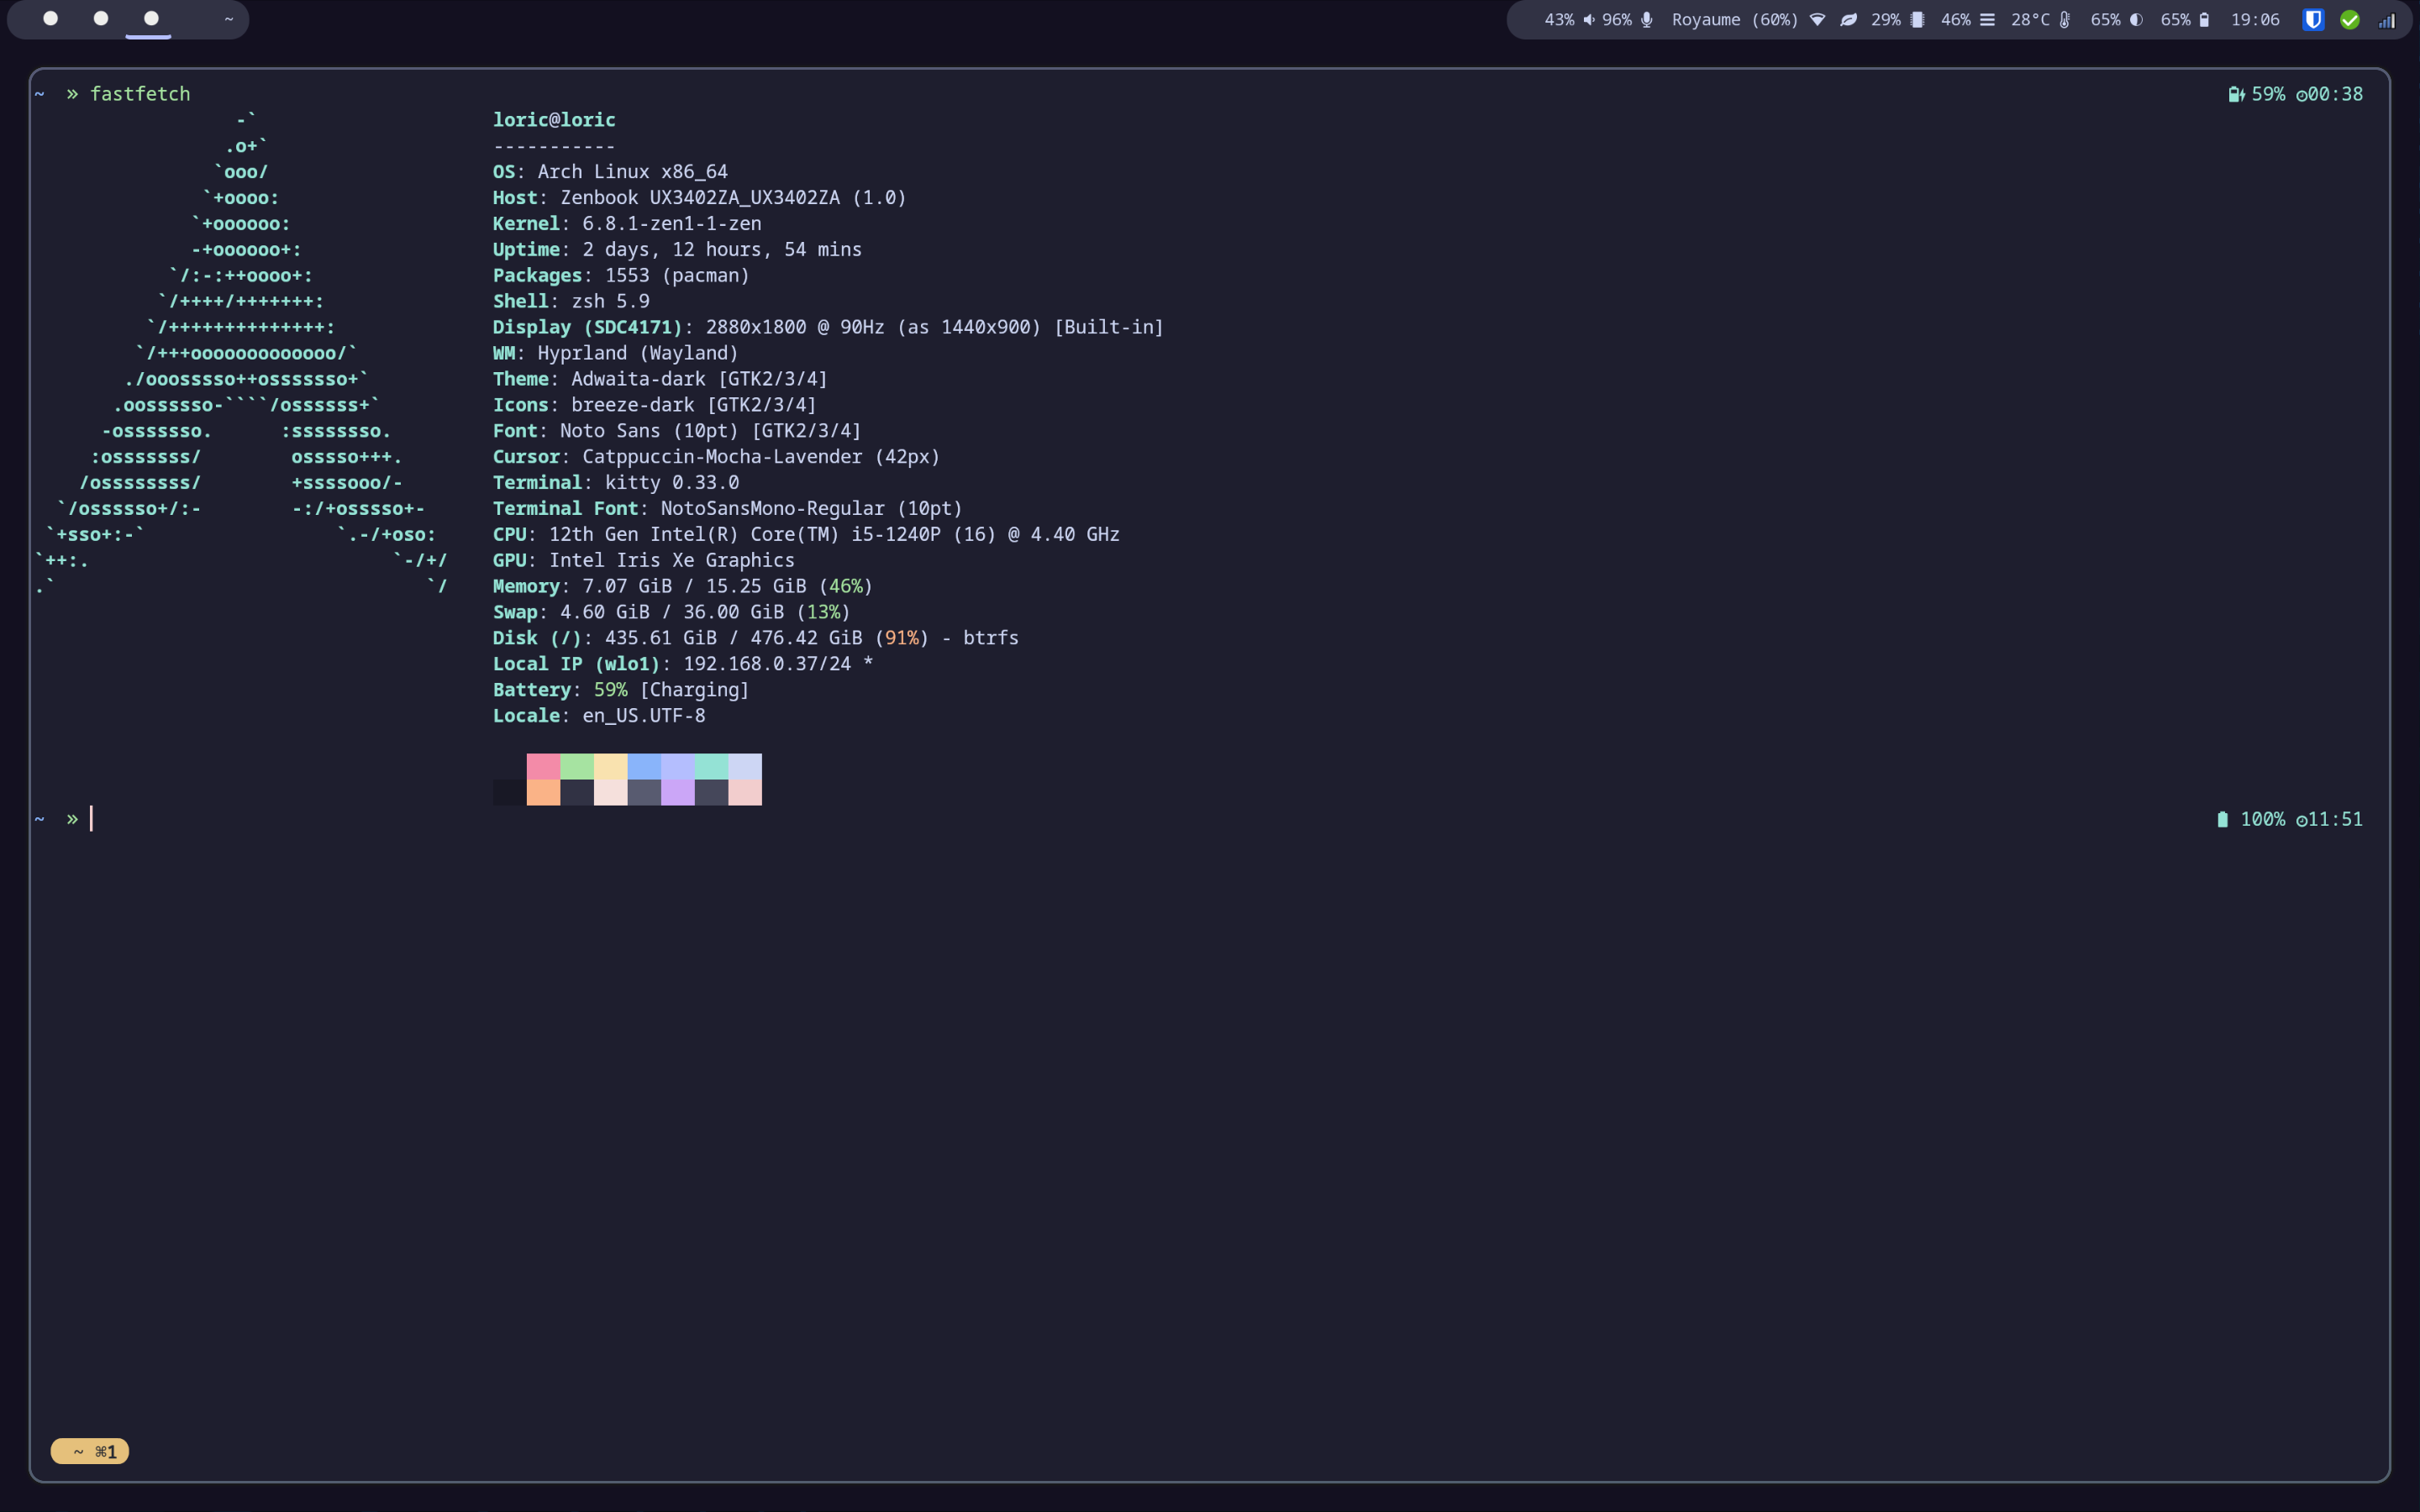 ~
43% 96% Royaume (60%) 29% 46% 28°C 65% 65% 19:06
~ » fastfetch 59% 00:38
-`
.o+`
`ooo/
`+oooo:
`+oooooo:
-+oooooo+:
`/:-:++oooo+:
`/++++/+++++++:
`/++++++++++++++:
`/+++ooooooooooooo/`
./ooosssso++osssssso+`
.oossssso-````/ossssss+`
-osssssso. :ssssssso.
:osssssss/ osssso+++.
/ossssssss/ +ssssooo/-
`/ossssso+/:- -:/+osssso+-
`+sso+:-` `.-/+oso:
`++:. `-/+/
.` `/
loric@loric
-----------
OS: Arch Linux x86_64
Host: Zenbook UX3402ZA_UX3402ZA (1.0)
Kernel: 6.8.1-zen1-1-zen
Uptime: 2 days, 12 hours, 54 mins
Packages: 1553 (pacman)
Shell: zsh 5.9
Display (SDC4171): 2880x1800 @ 90Hz (as 1440x900) [Built-in]
WM: Hyprland (Wayland)
Theme: Adwaita-dark [GTK2/3/4]
Icons: breeze-dark [GTK2/3/4]
Font: Noto Sans (10pt) [GTK2/3/4]
Cursor: Catppuccin-Mocha-Lavender (42px)
Terminal: kitty 0.33.0
Terminal Font: NotoSansMono-Regular (10pt)
CPU: 12th Gen Intel(R) Core(TM) i5-1240P (16) @ 4.40 GHz
GPU: Intel Iris Xe Graphics
Memory: 7.07 GiB / 15.25 GiB (46%)
Swap: 4.60 GiB / 36.00 GiB (13%)
Disk (/): 435.61 GiB / 476.42 GiB (91%) - btrfs
Local IP (wlo1): 192.168.0.37/24 *
Battery: 59% [Charging]
Locale: en_US.UTF-8
~ » 100% 11:51
~ ⌘1